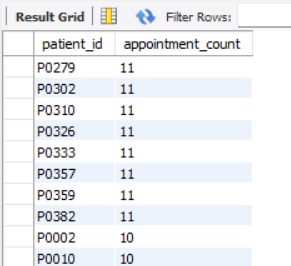 Result Grid Filter Rows:
patient_id appointment_count
P0279 11
P0302 11
P0310 11
P0326 11
P0333 11
P0357 11
P0359 11
P0382 11
P0002 10
P0010 10